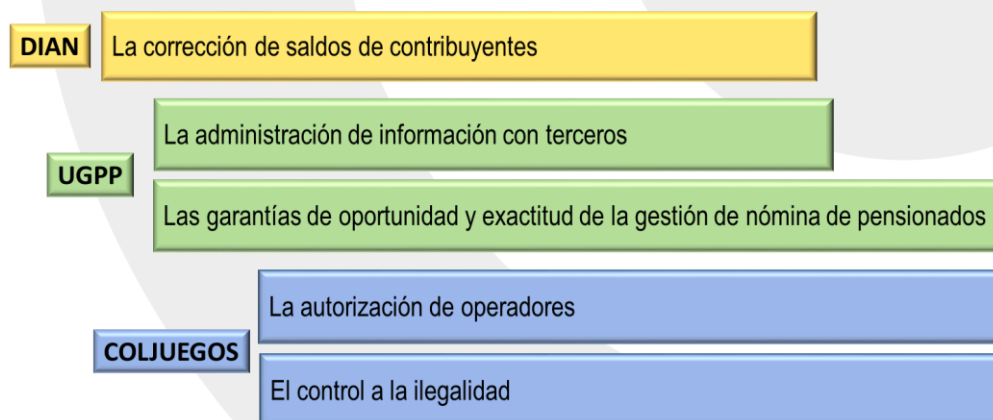 DIAN
La corrección de saldos de contribuyentes
La administración de información con terceros
UGPP
Las garantías de oportunidad y exactitud de la gestión de nómina de pensionados
La autorización de operadores
COLJUEGOS
El control a la ilegalidad